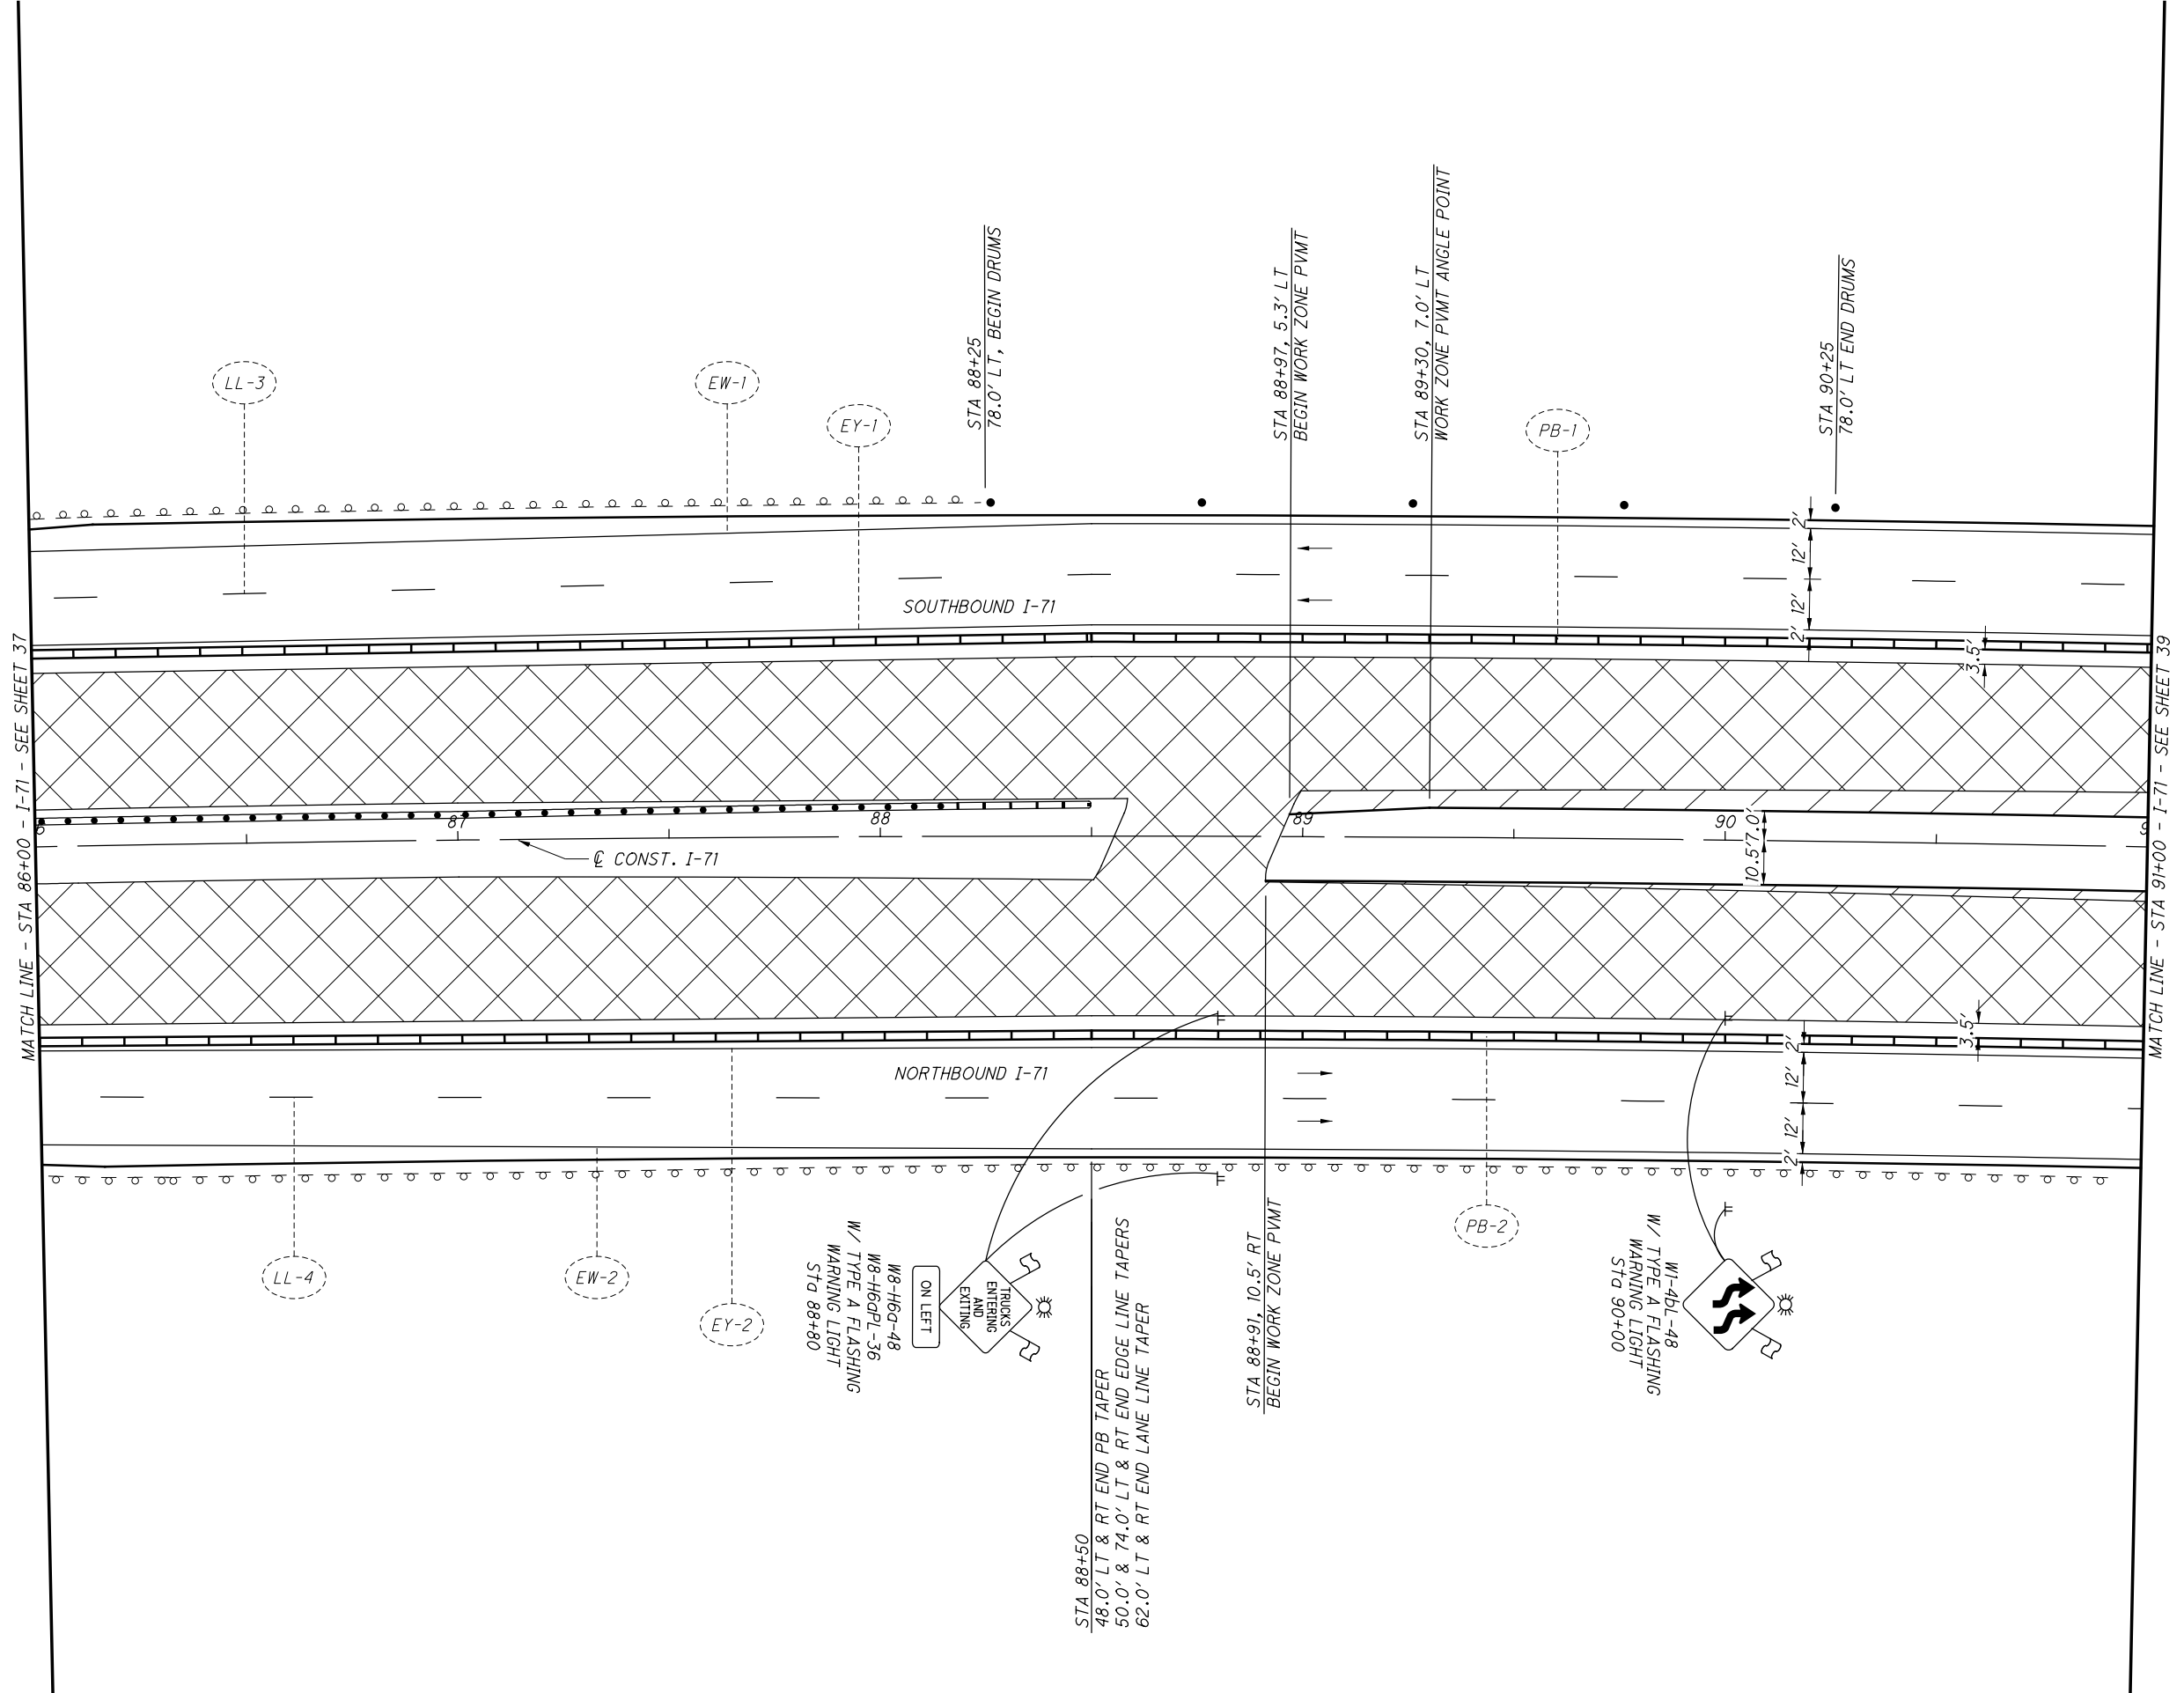 STA 88+25
78.0' LT, BEGIN DRUMS
STA 88+97, 5.3' LT
BEGIN WORK ZONE PVMT
STA 89+30, 7.0' LT
WORK ZONE PVMT ANGLE POINT
STA 90+25
78.0' LT END DRUMS
LL-3
EW-1
EY-1
PB-1
2'
12'
12'
2'
3.5'
SOUTHBOUND I-71
MATCH LINE - STA 86+00 - I-71 - SEE SHEET 37
MATCH LINE - STA 91+00 - I-71 - SEE SHEET 39
6
87
88
89
90
9
7.0'
10.5'
℄ CONST. I-71
NORTHBOUND I-71
3.5'
2'
12'
12'
2'
LL-4
EW-2
EY-2
PB-2
W8-H6a-48
W8-H6aPL-36
W/ TYPE A FLASHING
WARNING LIGHT
Sta 88+80
TRUCKS
ENTERING
AND
EXITING
ON LEFT
STA 88+50
48.0' LT & RT END PB TAPER
50.0' & 74.0' LT & RT END EDGE LINE TAPERS
62.0' LT & RT END LANE LINE TAPER
STA 88+91, 10.5' RT
BEGIN WORK ZONE PVMT
W1-4bL-48
W/ TYPE A FLASHING
WARNING LIGHT
Sta 90+00